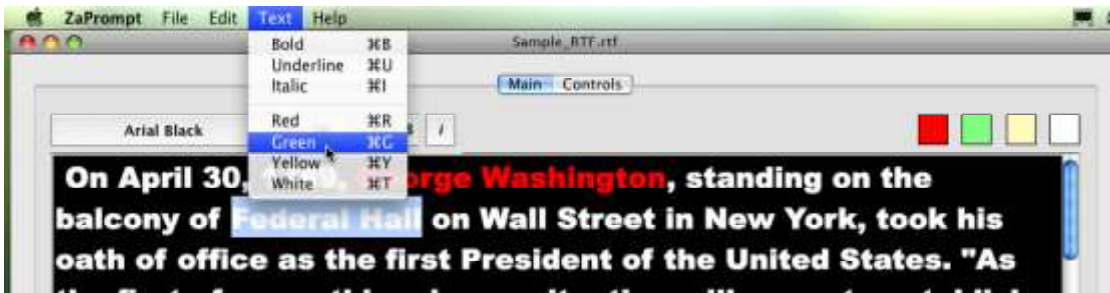 ZaPrompt File Edit Text Help
Sample_RTF.rtf
Bold ⌘B
Underline ⌘U
Italic ⌘I
Red ⌘R
Green ⌘G
Yellow ⌘Y
White ⌘T
Main Controls
Arial Black
I
On April 30, George Washington, standing on the
balcony of Federal Hall on Wall Street in New York, took his
oath of office as the first President of the United States. "As